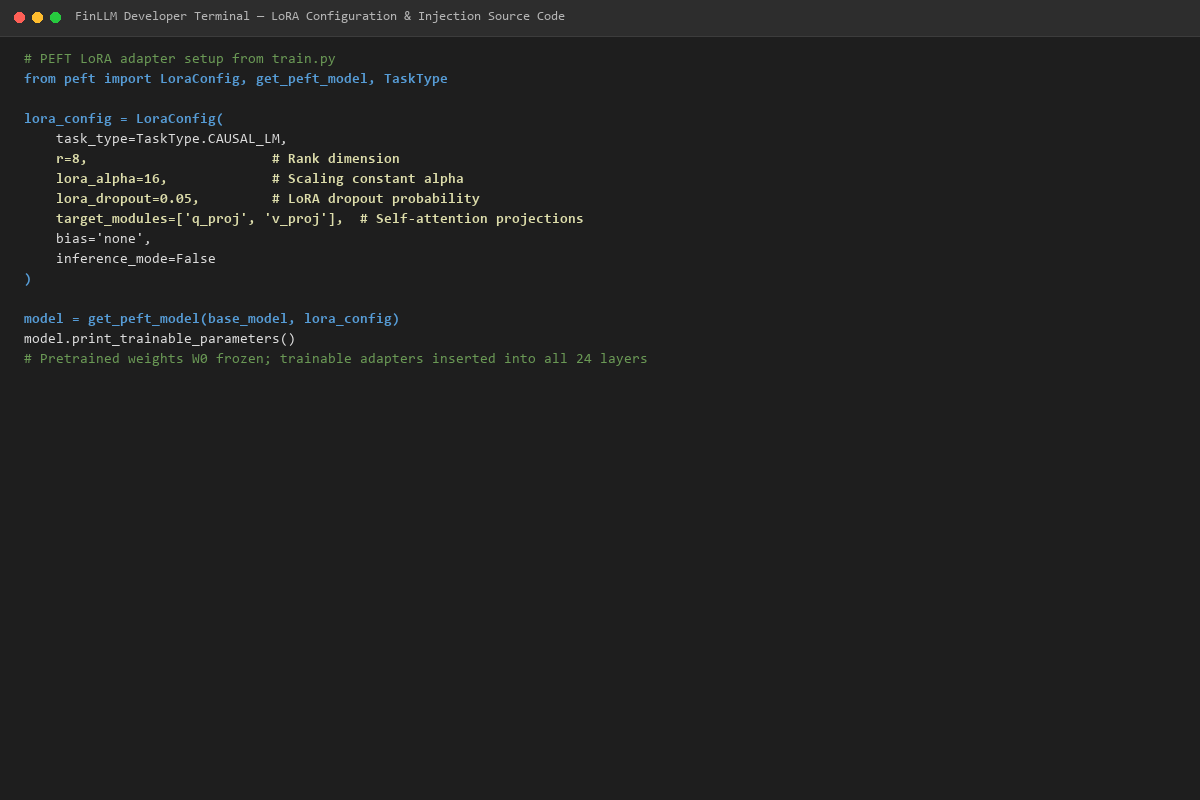 FinLLM Developer Terminal — LoRA Configuration & Injection Source Code
# PEFT LoRA adapter setup from train.py
from peft import LoraConfig, get_peft_model, TaskType
lora_config = LoraConfig(
    task_type=TaskType.CAUSAL_LM,
    r=8,                       # Rank dimension
    lora_alpha=16,             # Scaling constant alpha
    lora_dropout=0.05,         # LoRA dropout probability
    target_modules=['q_proj', 'v_proj'],  # Self-attention projections
    bias='none',
    inference_mode=False
)
model = get_peft_model(base_model, lora_config)
model.print_trainable_parameters()
# Pretrained weights W0 frozen; trainable adapters inserted into all 24 layers